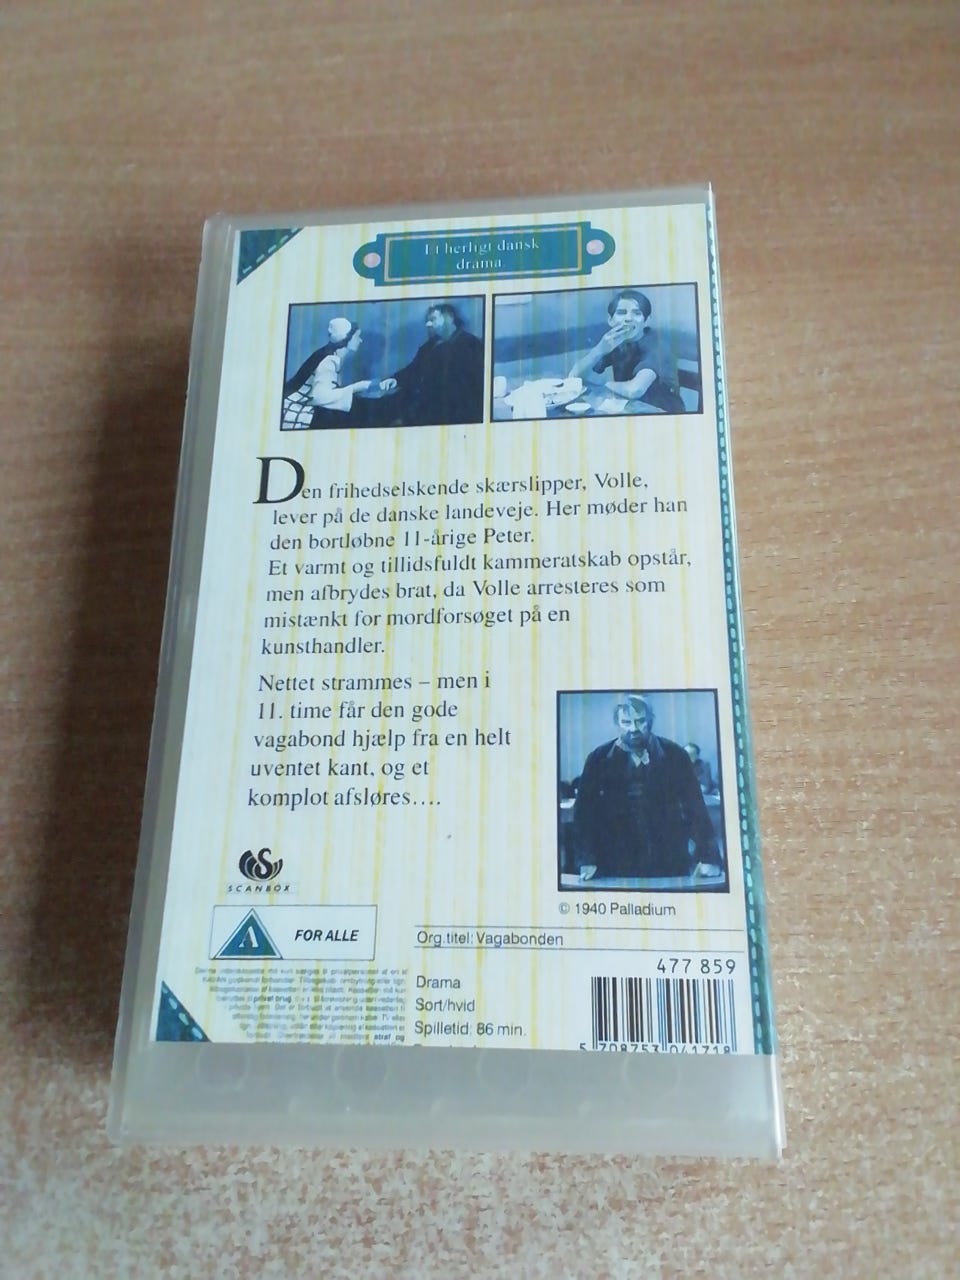 Et herligt dansk
drama.
Den frihedselskende skærslipper, Volle,
lever på de danske landeveje. Her møder han
den bortløbne 11-årige Peter.
Et varmt og tillidsfuldt kammeratskab opstår,
men afbrydes brat, da Volle arresteres som
mistænkt for mordforsøget på en
kunsthandler.
Nettet strammes – men i
11. time får den gode
vagabond hjælp fra en helt
uventet kant, og et
komplot afsløres....
SCANBOX
© 1940 Palladium
A FOR ALLE
Org.titel: Vagabonden
477 859
Drama
Sort/hvid
Spilletid: 86 min.
5 708753 041718